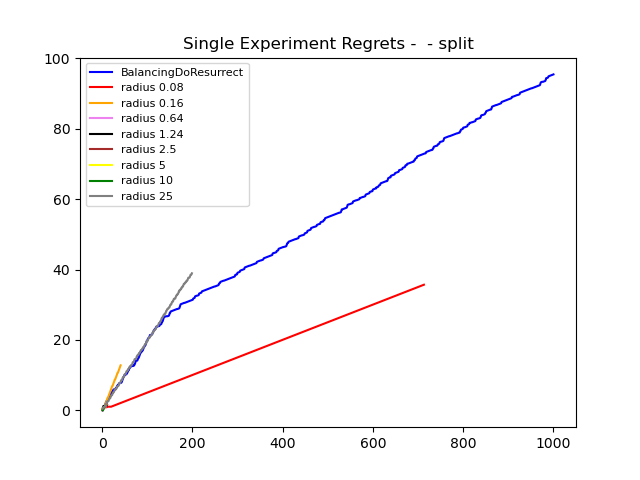 Single Experiment Regrets -  - split
100
80
60
40
20
0
BalancingDoResurrect
radius 0.08
radius 0.16
radius 0.64
radius 1.24
radius 2.5
radius 5
radius 10
radius 25
0 200 400 600 800 1000